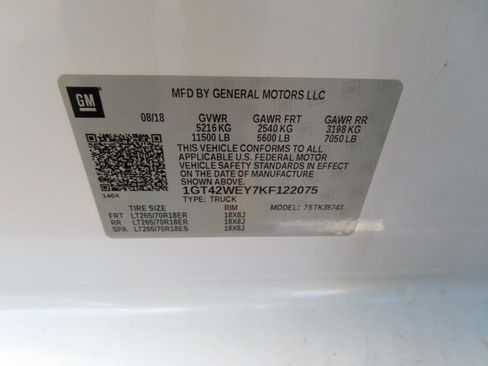 GM
MFD BY GENERAL MOTORS LLC
08/18 GVWR GAWR FRT GAWR RR
5216 KG 2540 KG 3198 KG
11500 LB 5600 LB 7050 LB
THIS VEHICLE CONFORMS TO ALL
APPLICABLE U.S. FEDERAL MOTOR
VEHICLE SAFETY STANDARDS IN EFFECT
ON THE DATE OF MANUFACTURE
SHOWN ABOVE.
1GT42WEY7KF122075
140X
TYPE: TRUCK
TIRE SIZE RIM MODEL: 75TK35743
FRT LT265/70R18ER 18X8J
RR LT265/70R18ER 18X8J
SPA LT265/70R18ES 18X8J